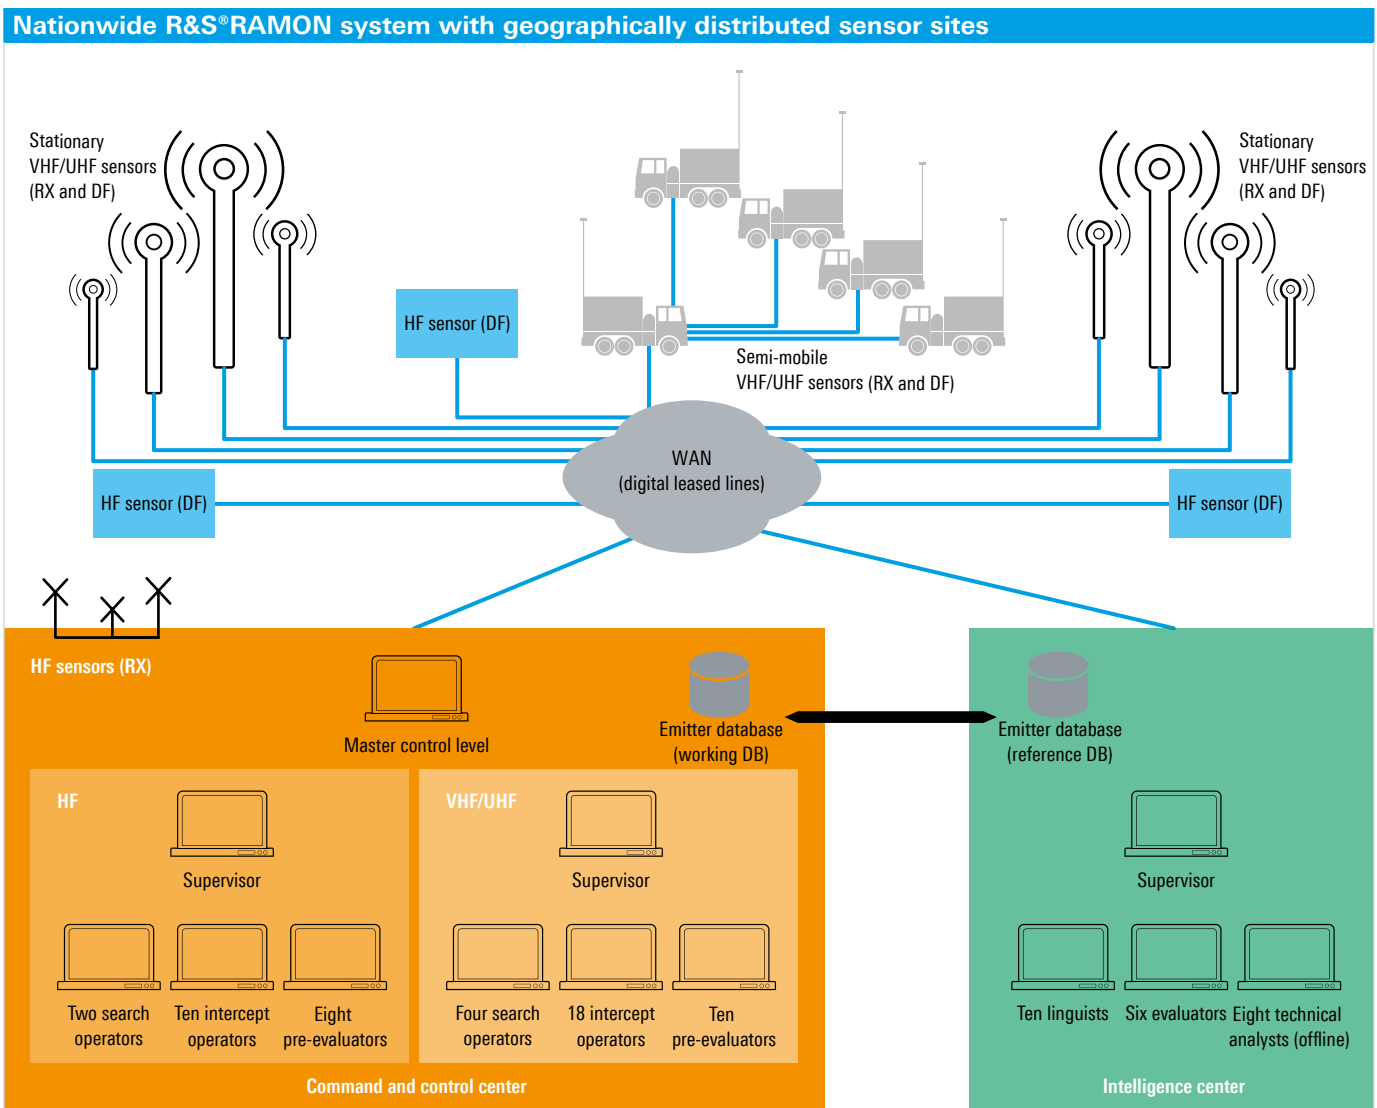 Nationwide R&S®RAMON system with geographically distributed sensor sites
Stationary
VHF/UHF sensors
(RX and DF)
Stationary
VHF/UHF sensors
(RX and DF)
HF sensor (DF)
Semi-mobile
VHF/UHF sensors (RX and DF)
WAN
(digital leased lines)
HF sensor (DF)
HF sensor (DF)
HF sensors (RX)
Master control level
Emitter database
(working DB)
Emitter database
(reference DB)
HF
Supervisor
Two search
operators
Ten intercept
operators
Eight
pre-evaluators
VHF/UHF
Supervisor
Four search
operators
18 intercept
operators
Ten
pre-evaluators
Command and control center
Supervisor
Ten linguists
Six evaluators
Eight technical
analysts (offline)
Intelligence center